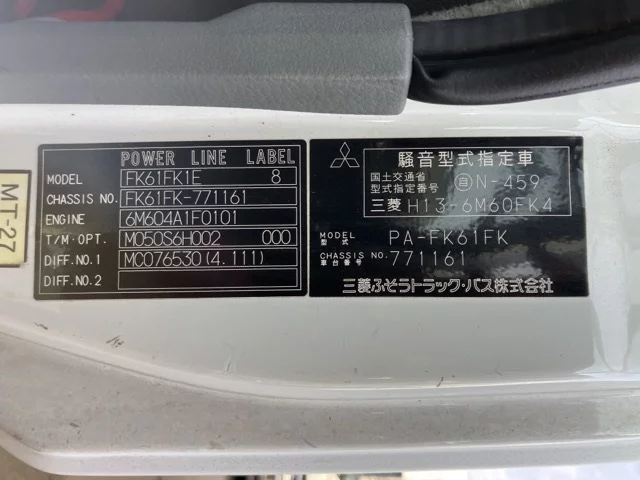 MT-27
POWER LINE LABEL
MODEL FK61FK1E 8
CHASSIS NO. FK61FK-771161
ENGINE 6M604A1F0101
T/M・OPT. M050S6H002 000
DIFF.NO.1 MC076530(4.111)
DIFF.NO.2
騒音型式指定車
国土交通省
型式指定番号 自N-459
三菱 H13-6M60FK4
MODEL
型式 PA-FK61FK
CHASSIS NO.
車台番号 771161
三菱ふそうトラック・バス株式会社